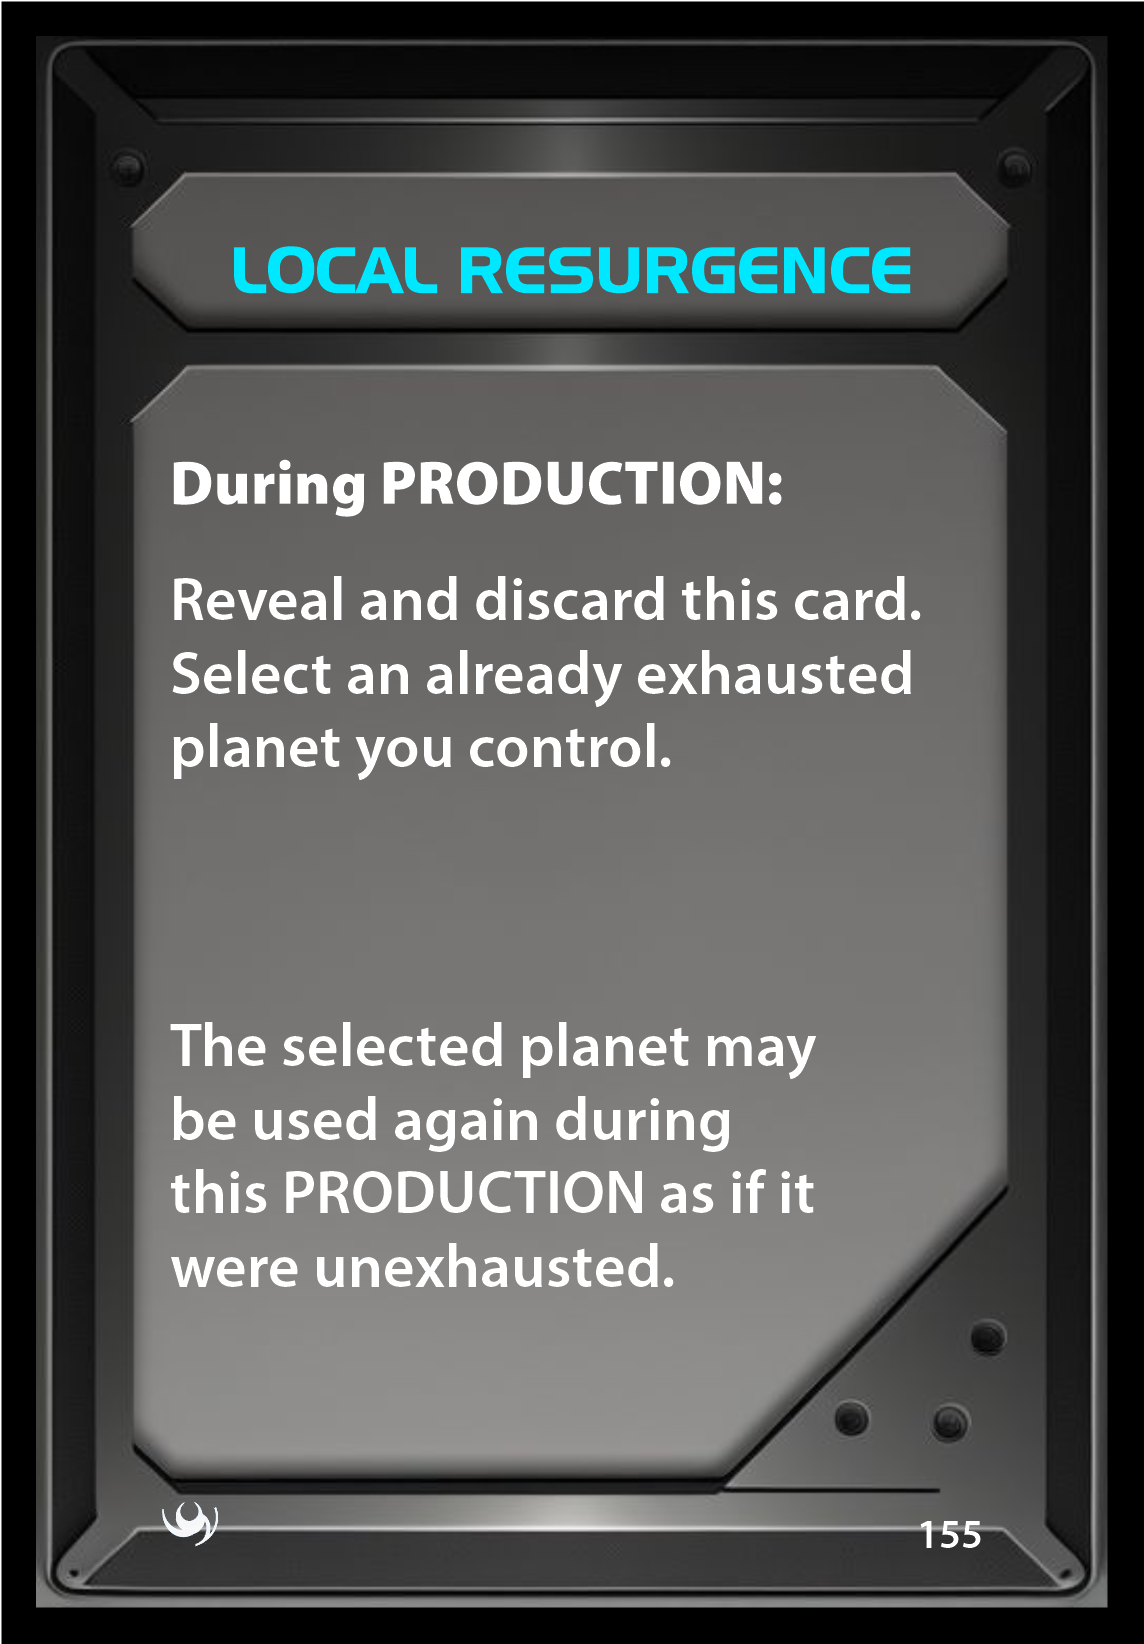 LOCAL RESURGENCE
During PRODUCTION:
Reveal and discard this card.
Select an already exhausted
planet you control.
The selected planet may
be used again during
this PRODUCTION as if it
were unexhausted.
155